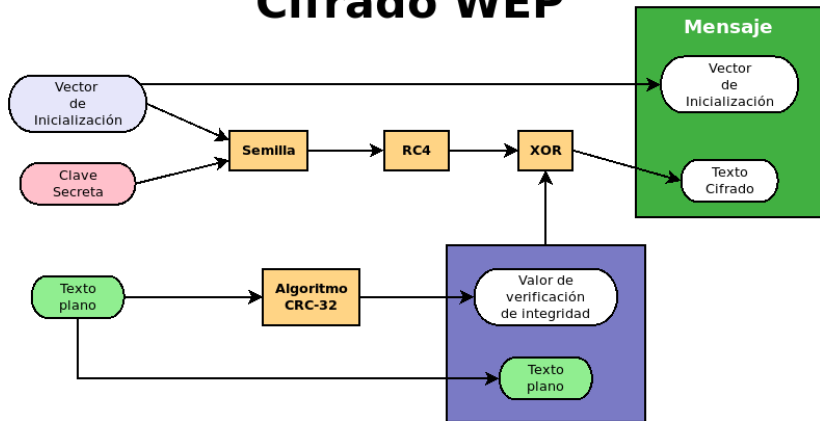 Cifrado WEP
Mensaje
Vector
de
Inicialización
Vector
de
Inicialización
Semilla
RC4
XOR
Clave
Secreta
Texto
Cifrado
Texto
plano
Algoritmo
CRC-32
Valor de
verificación
de integridad
Texto
plano